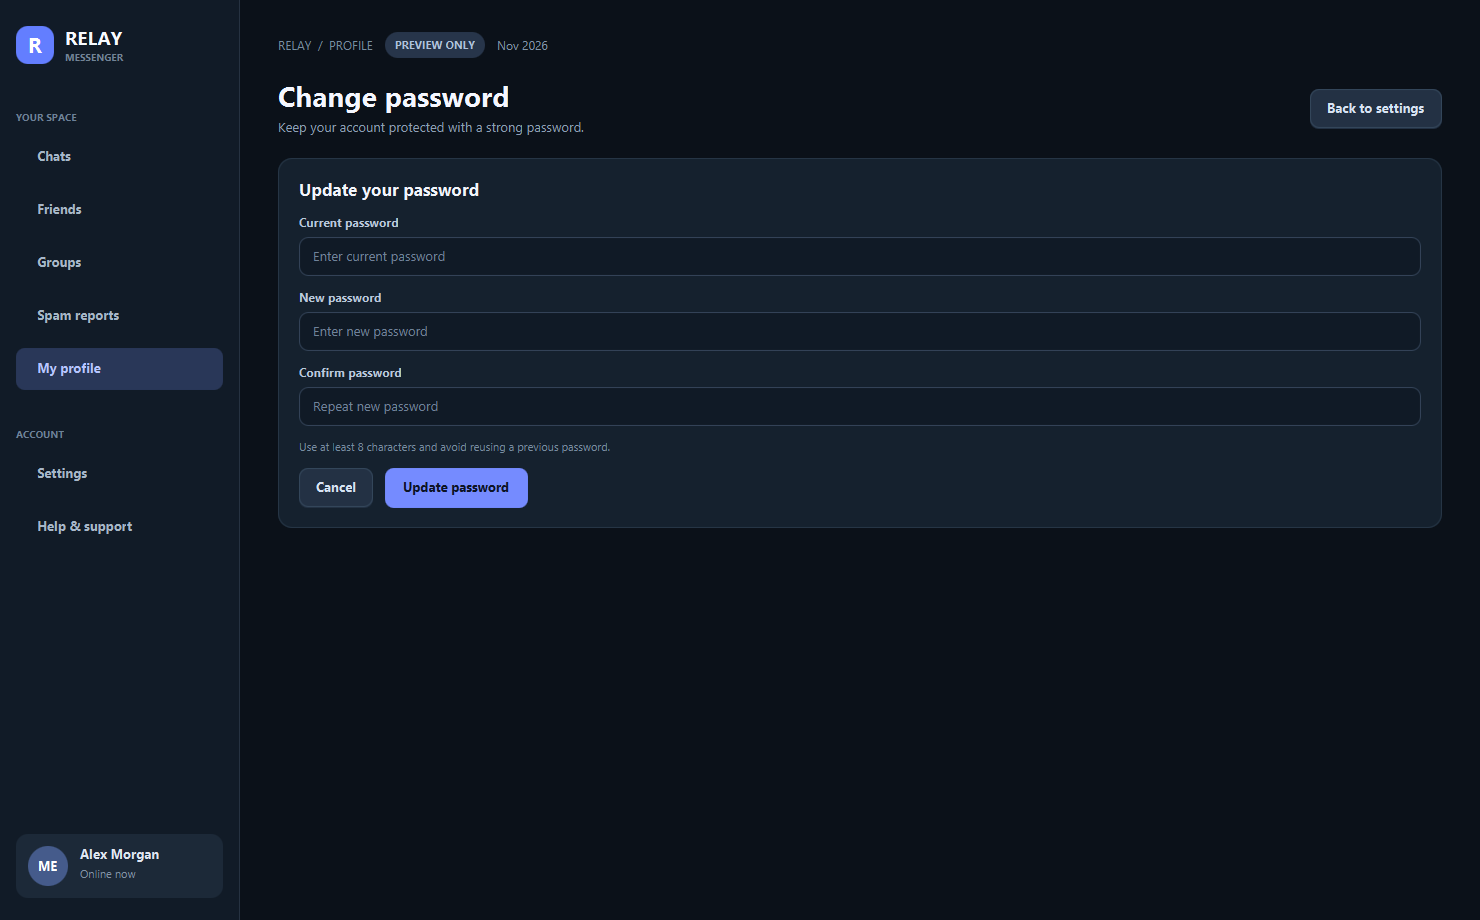 R
RELAY
MESSENGER
YOUR SPACE
Chats
Friends
Groups
Spam reports
My profile
ACCOUNT
Settings
Help & support
ME
Alex Morgan
Online now
RELAY / PROFILE PREVIEW ONLY Nov 2026
Change password
Keep your account protected with a strong password.
Back to settings
Update your password
Current password
Enter current password
New password
Enter new password
Confirm password
Repeat new password
Use at least 8 characters and avoid reusing a previous password.
Cancel
Update password